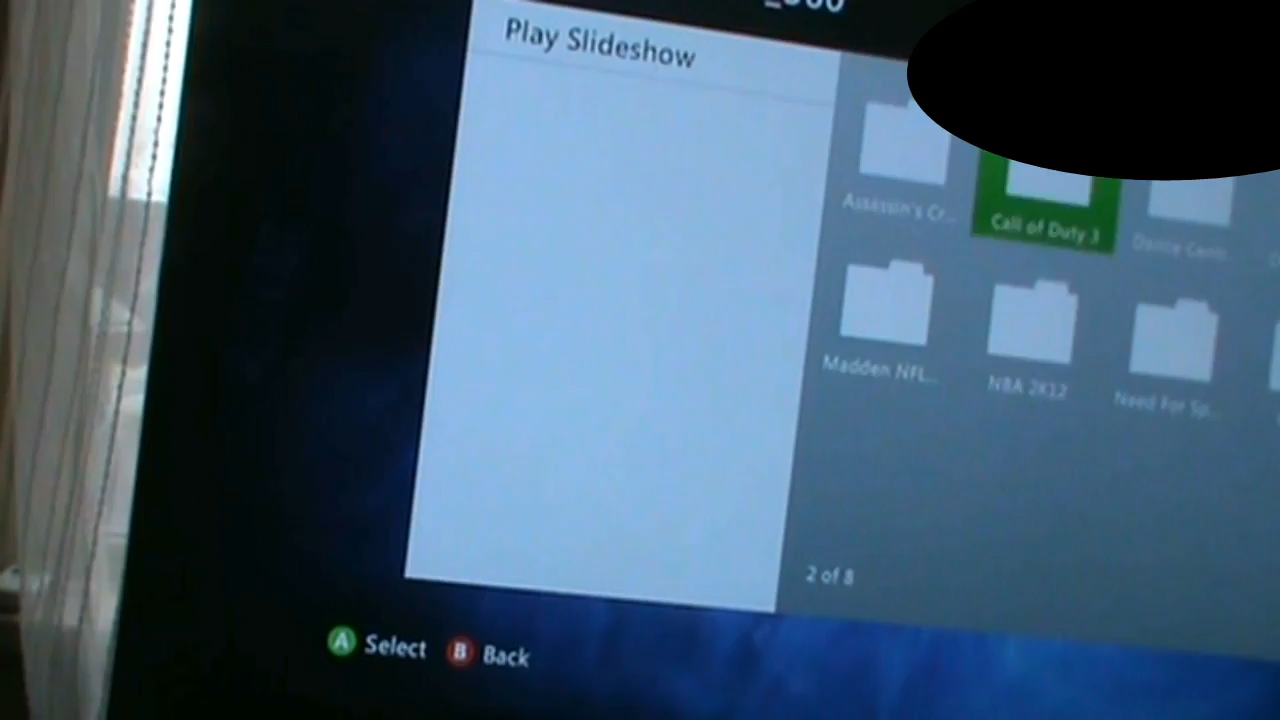 Play Slideshow
Assassin's Cr...
Call of Duty 3
Madden NFL...
NBA 2K12
Need For Sp...
2 of 8
A Select B Back